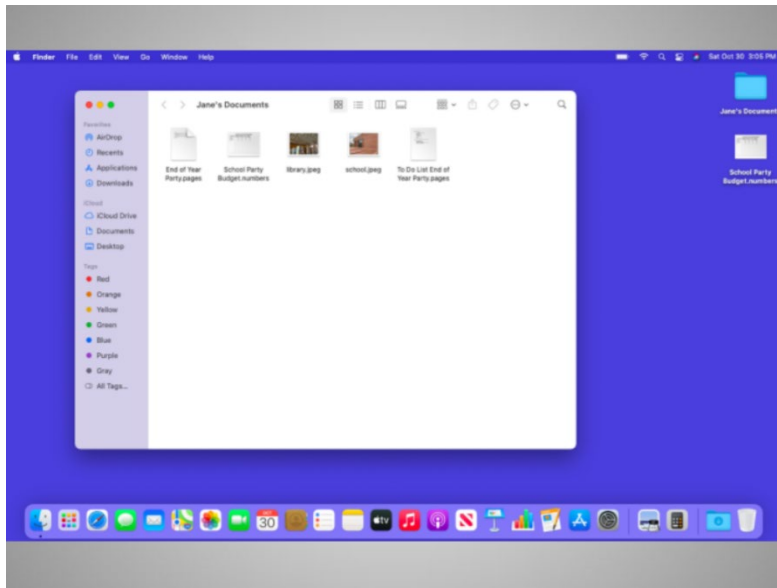 Finder File Edit View Go Window Help
Sat Oct 30 3:05 PM
Jane's Documents
Favorites
AirDrop
Recents
Applications
Downloads
iCloud
iCloud Drive
Documents
Desktop
Tags
Red
Orange
Yellow
Green
Blue
Purple
Gray
All Tags...
End of Year
Party.pages
School Party
Budget.numbers
library.jpeg
school.jpeg
To Do List End of
Year Party.pages
Jane's Document
School Party
Budget.numbers
OCT
30
tv